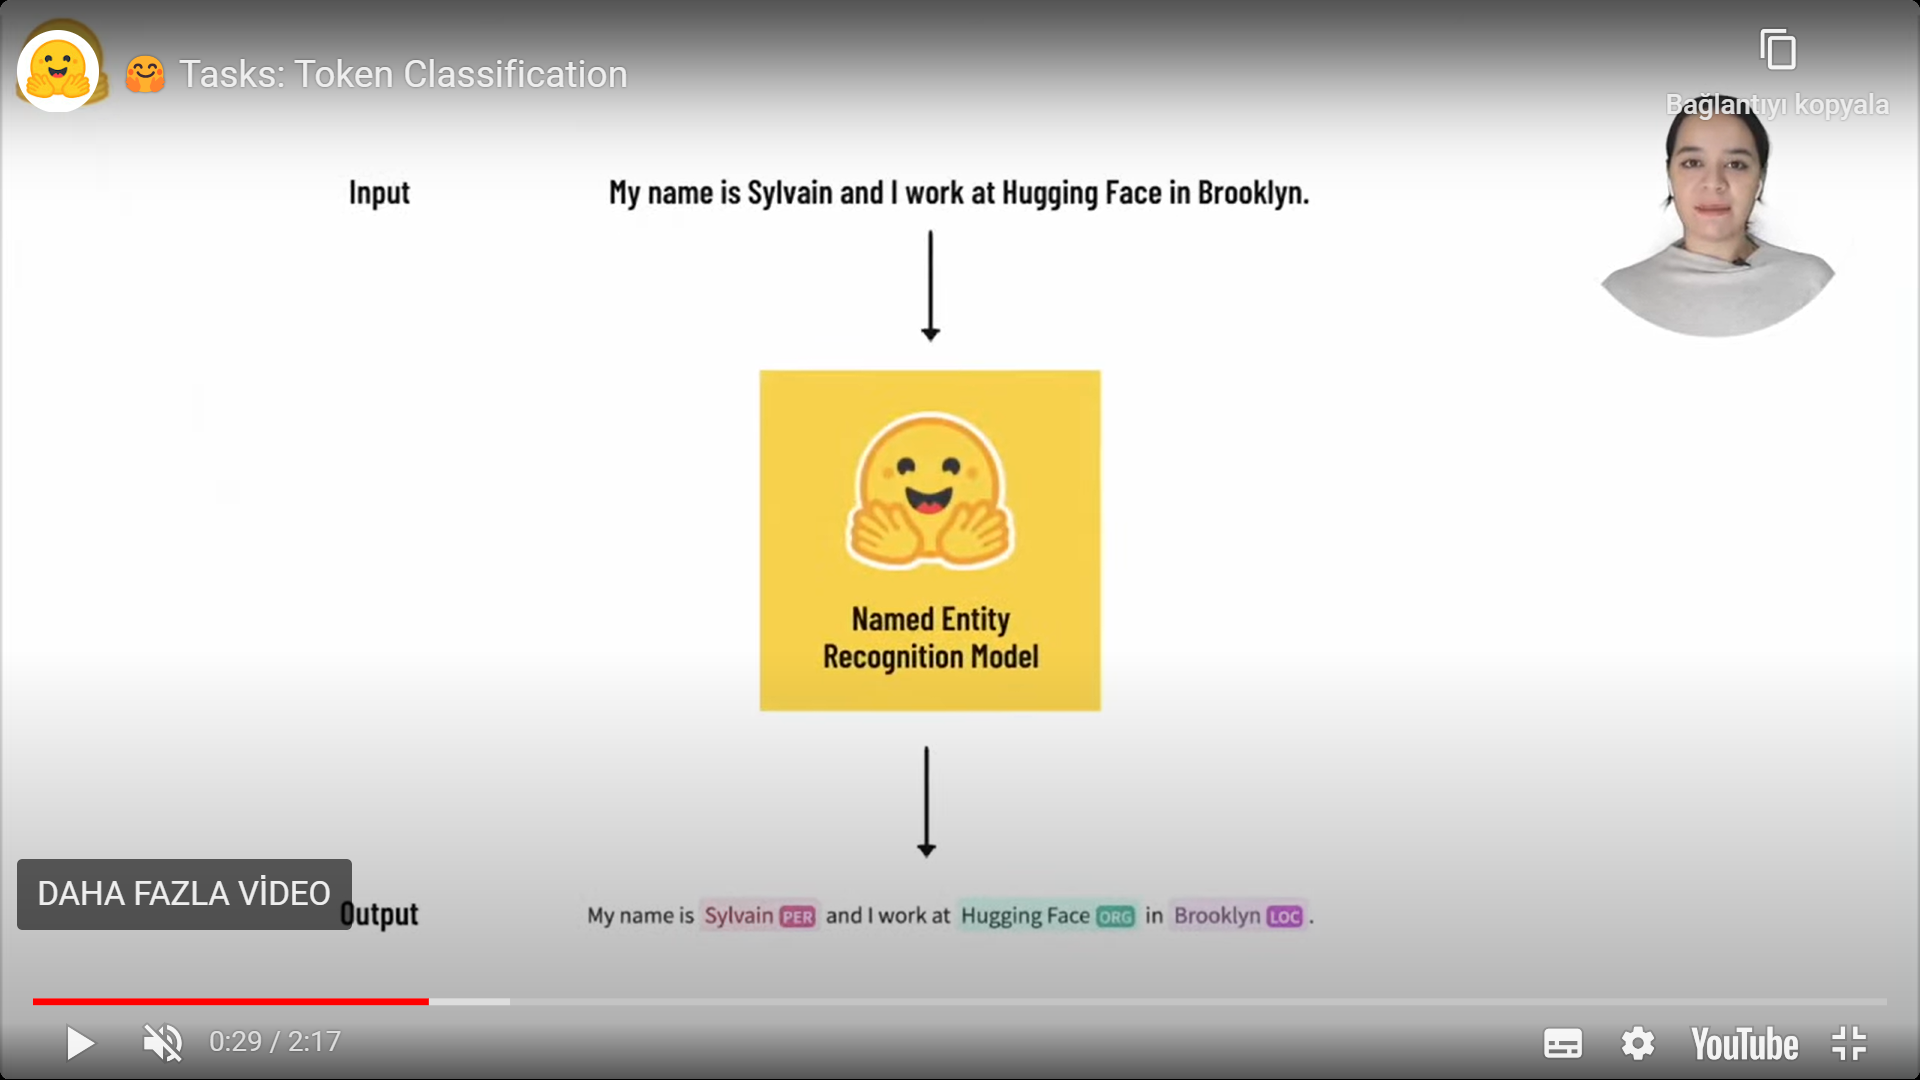 🤗 Tasks: Token Classification
Bağlantıyı kopyala
Input
My name is Sylvain and I work at Hugging Face in Brooklyn.
Named Entity
Recognition Model
DAHA FAZLA VİDEO
Output
My name is Sylvain PER and I work at Hugging Face ORG in Brooklyn LOC .
0:29 / 2:17
YouTube